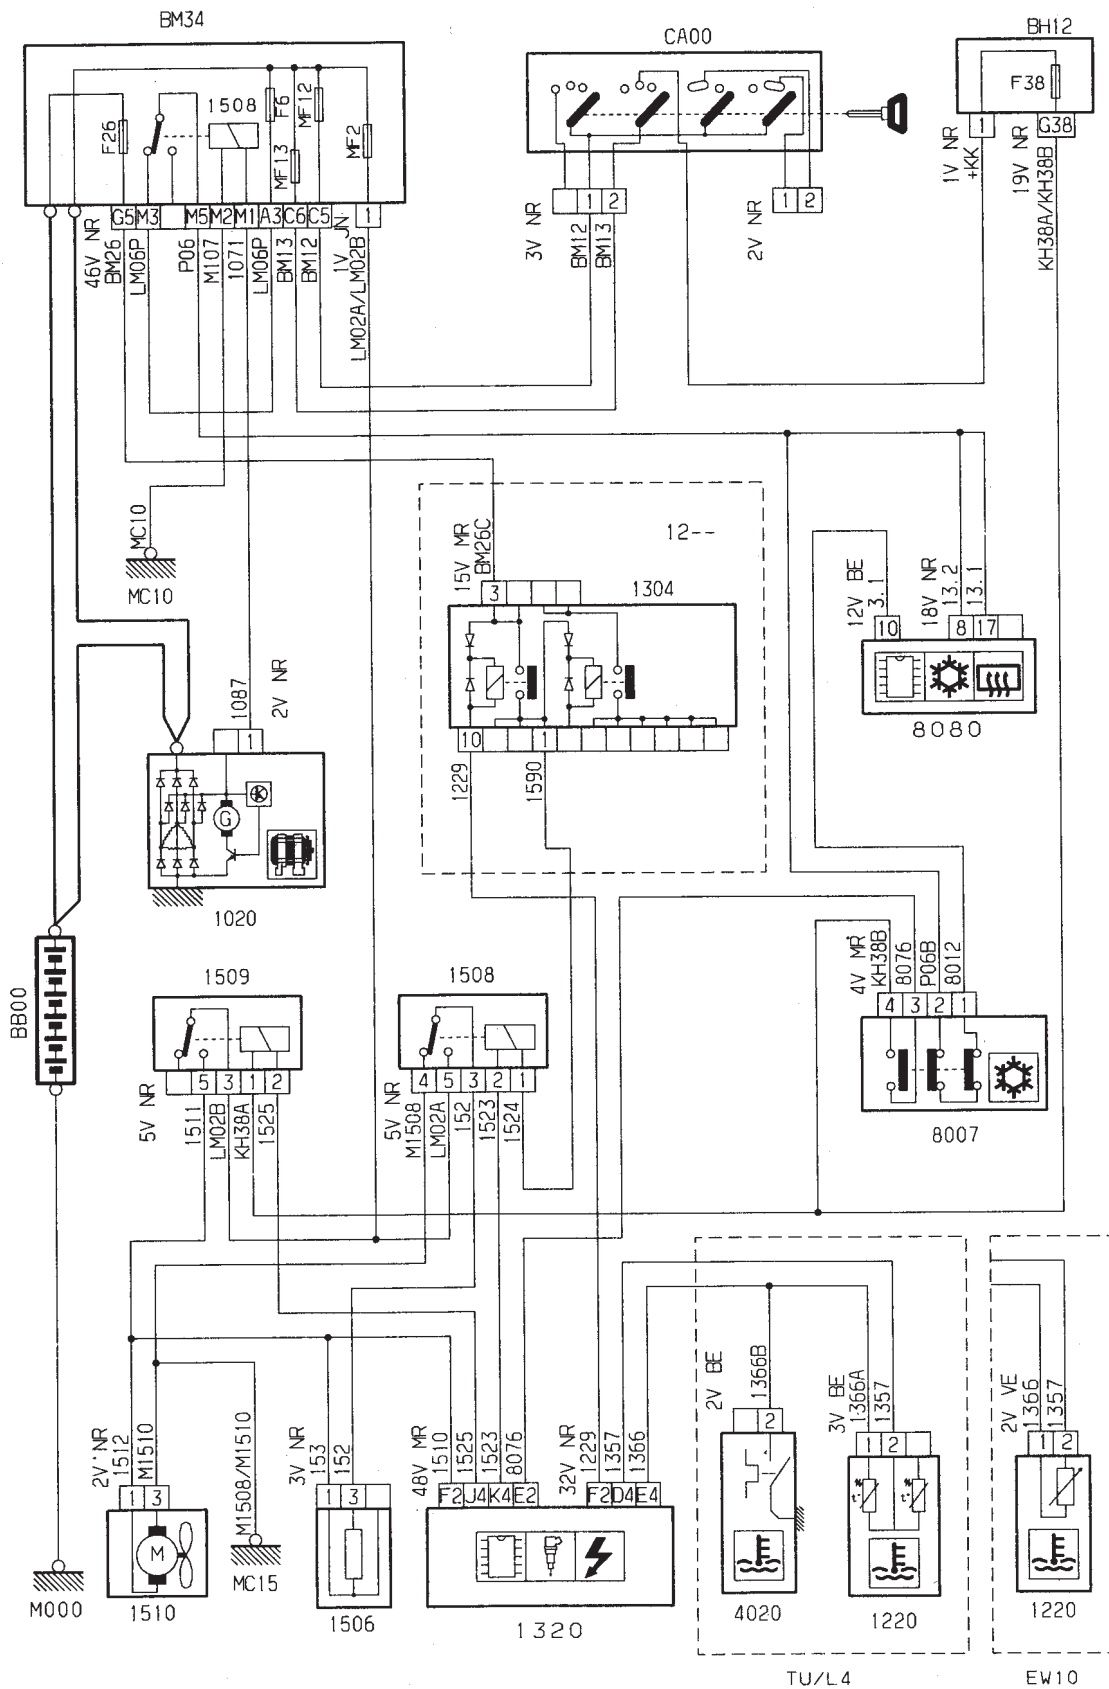 BM34
CA00
BH12
F26
1508
F6
MF13
MF12
MF2
F38
G5 M3 M5 M2 M1 A3 C6 C5 1
46V NR
BM26
LM06P
P06
M107
1071
LM06P
BM13
BM12
1V JN
LM02A/LM02B
1 2
3V NR
BM12
BM13
1 2
2V NR
1 G38
1V NR
+KK
19V NR
KH38A/KH38B
MC10
MC10
12--
15V MR
BM26C
3
1304
10 1
1229
1590
12V BE
3.1
18V NR
13.2
13.1
10 8 17
8080
1087
2V NR
1
G
1020
BB00
1509
5 3 1 2
5V NR
1511
LM02B
KH38A
1525
1508
4 5 3 2 1
5V NR
M1508
LM02A
152
1523
1524
4V MR
KH38B
8076
P06B
8012
4 3 2 1
8007
2V NR
1512
M1510
1 3
M
1510
M1508/M1510
MC15
M000
3V NR
153
152
1 3
1506
48V MR
1510
1525
1523
8076
32V NR
1229
1357
1366
F2 J4 K4 E2 F2 D4 E4
1320
2V BE
1366B
2
4020
3V BE
1366A
1357
1 2
t° t°
1220
TU/L4
2V VE
1366
1357
1 2
1220
EW10